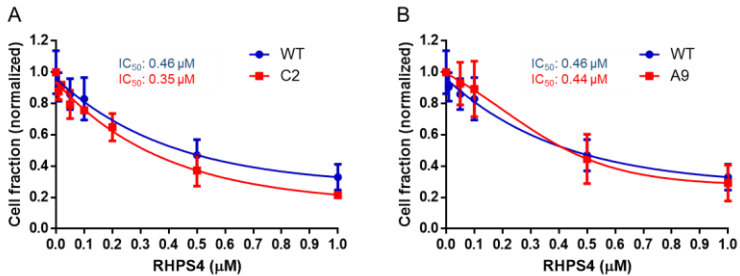 A
IC50: 0.46 μM
IC50: 0.35 μM
WT
C2
Cell fraction (normalized)
1.2
1.0
0.8
0.6
0.4
0.2
0.0
0.0 0.1 0.2 0.3 0.4 0.5 0.6 0.7 0.8 0.9 1.0
RHPS4 (μM)
B
IC50: 0.46 μM
IC50: 0.44 μM
WT
A9
Cell fraction (normalized)
1.2
1.0
0.8
0.6
0.4
0.2
0.0
0.0 0.1 0.2 0.3 0.4 0.5 0.6 0.7 0.8 0.9 1.0
RHPS4 (μM)